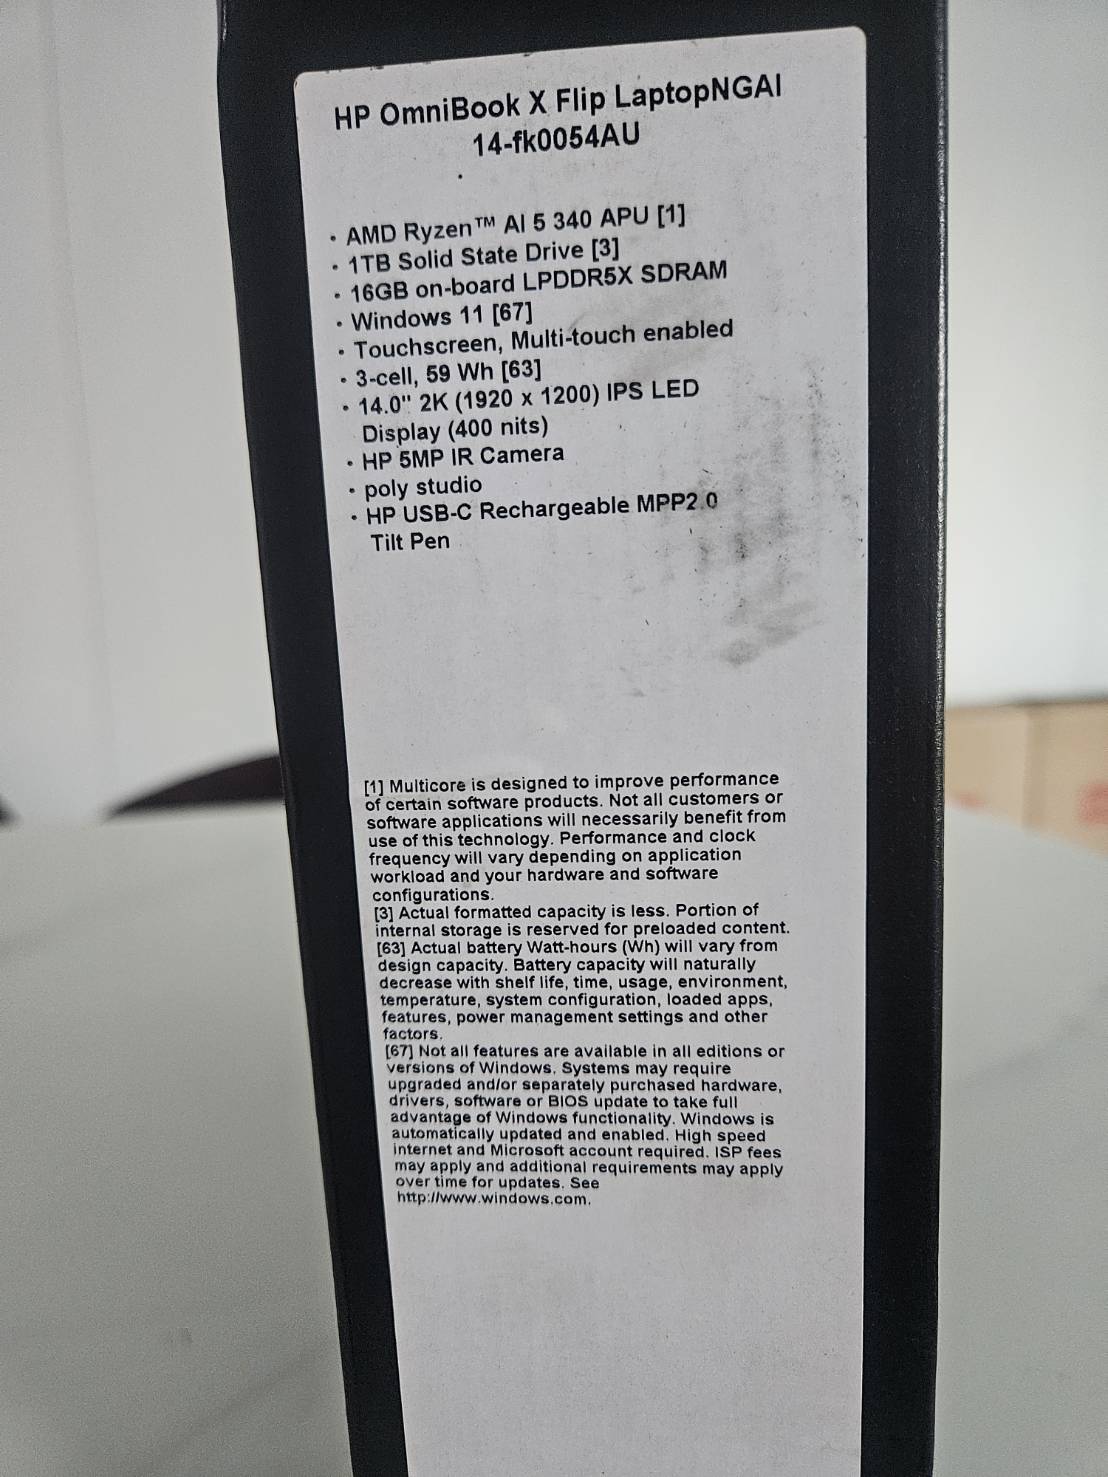 HP OmniBook X Flip LaptopNGAI
14-fk0054AU
• AMD Ryzen™ AI 5 340 APU [1]
• 1TB Solid State Drive [3]
• 16GB on-board LPDDR5X SDRAM
• Windows 11 [67]
• Touchscreen, Multi-touch enabled
• 3-cell, 59 Wh [63]
• 14.0" 2K (1920 x 1200) IPS LED
Display (400 nits)
• HP 5MP IR Camera
• poly studio
• HP USB-C Rechargeable MPP2.0
Tilt Pen
[1] Multicore is designed to improve performance
of certain software products. Not all customers or
software applications will necessarily benefit from
use of this technology. Performance and clock
frequency will vary depending on application
workload and your hardware and software
configurations.
[3] Actual formatted capacity is less. Portion of
internal storage is reserved for preloaded content.
[63] Actual battery Watt-hours (Wh) will vary from
design capacity. Battery capacity will naturally
decrease with shelf life, time, usage, environment,
temperature, system configuration, loaded apps,
features, power management settings and other
factors.
[67] Not all features are available in all editions or
versions of Windows. Systems may require
upgraded and/or separately purchased hardware,
drivers, software or BIOS update to take full
advantage of Windows functionality. Windows is
automatically updated and enabled. High speed
internet and Microsoft account required. ISP fees
may apply and additional requirements may apply
over time for updates. See
http://www.windows.com.